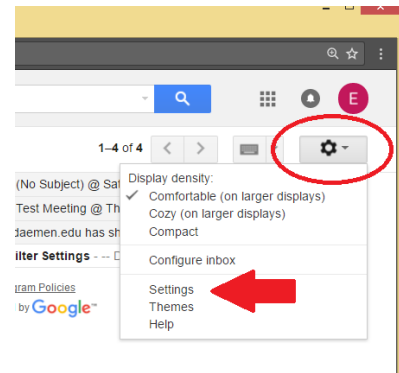 E
1–4 of 4
Display density:
(No Subject) @ Sat
Comfortable (on larger displays)
Test Meeting @ Th
Cozy (on larger displays)
daemen.edu has sh
Compact
ilter Settings - -- D
Configure inbox
gram Policies
Settings
by Google™
Themes
Help